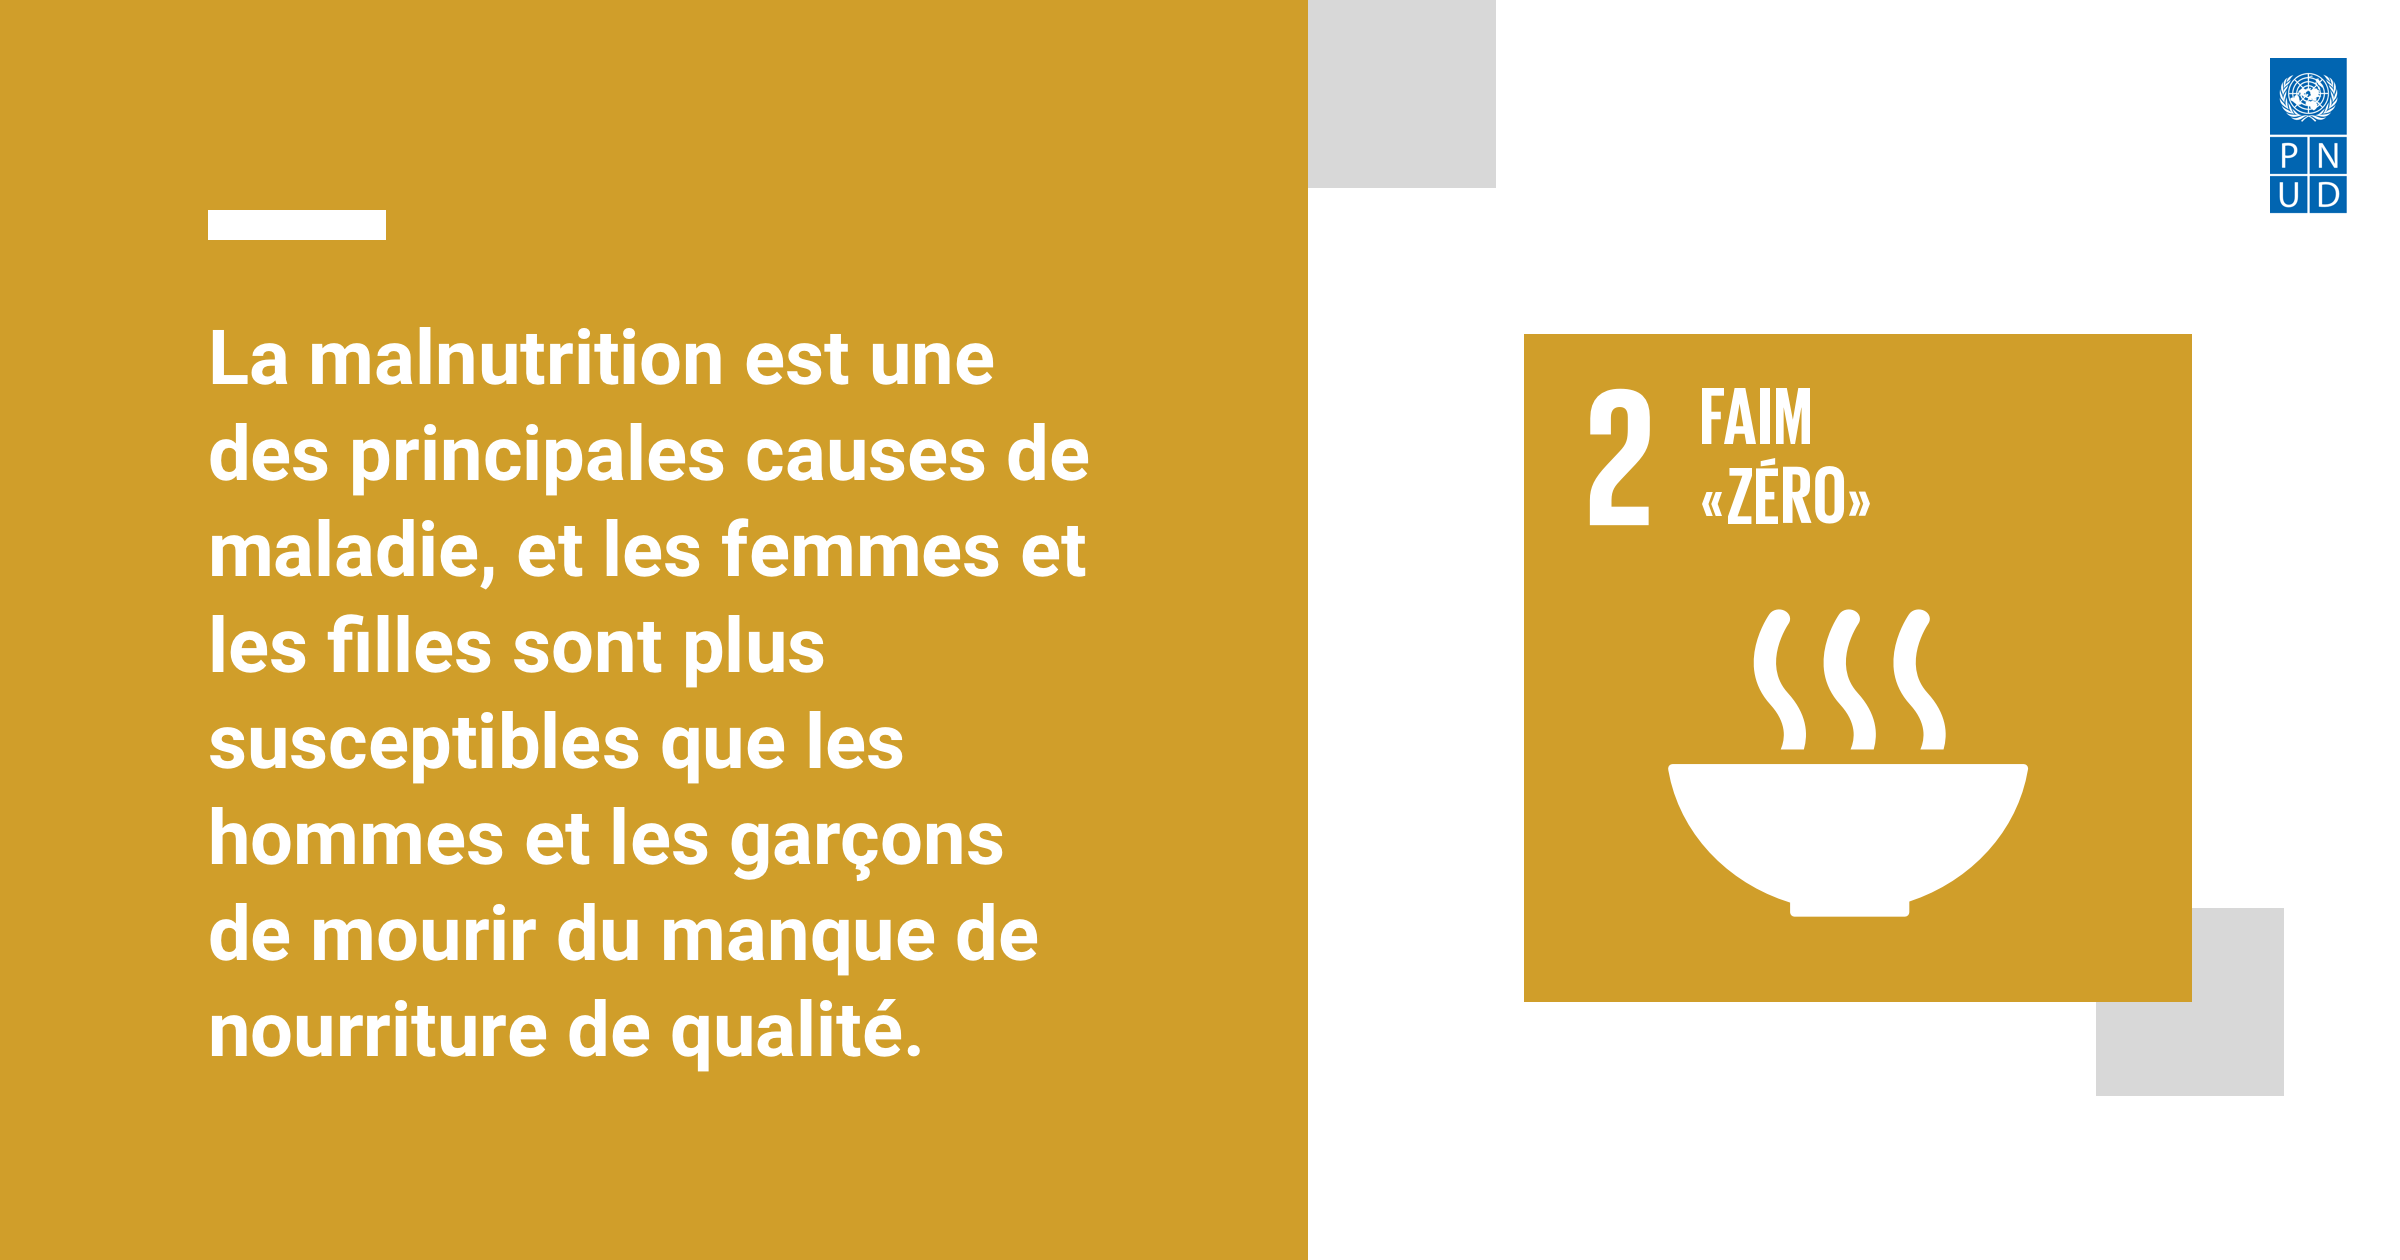 La malnutrition est une
des principales causes de
maladie, et les femmes et
les filles sont plus
susceptibles que les
hommes et les garçons
de mourir du manque de
nourriture de qualité.
2
FAIM
«ZÉRO»
P N
U D